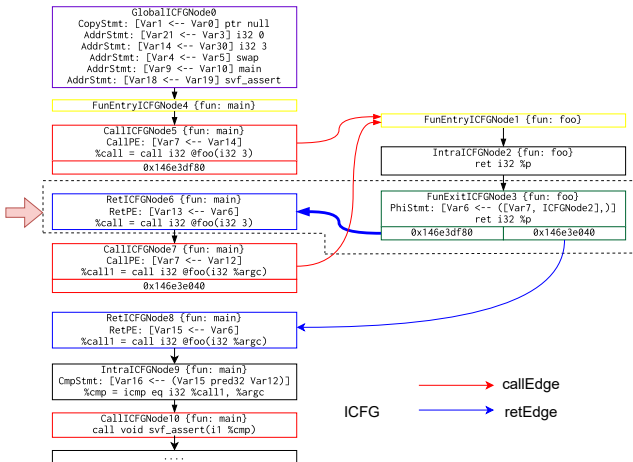 GlobalICFGNode0
CopyStmt: [Var1 <-- Var0] ptr null
AddrStmt: [Var21 <-- Var3] i32 0
AddrStmt: [Var14 <-- Var30] i32 3
AddrStmt: [Var4 <-- Var5] swap
AddrStmt: [Var9 <-- Var10] main
AddrStmt: [Var18 <-- Var19] svf_assert
FunEntryICFGNode4 {fun: main}
CallICFGNode5 {fun: main}
CallPE: [Var7 <-- Var14]
%call = call i32 @foo(i32 3)
0x146e3df80
RetICFGNode6 {fun: main}
RetPE: [Var13 <-- Var6]
%call = call i32 @foo(i32 3)
CallICFGNode7 {fun: main}
CallPE: [Var7 <-- Var12]
%call1 = call i32 @foo(i32 %argc)
0x146e3e040
RetICFGNode8 {fun: main}
RetPE: [Var15 <-- Var6]
%call1 = call i32 @foo(i32 %argc)
IntraICFGNode9 {fun: main}
CmpStmt: [Var16 <-- (Var15 pred32 Var12)]
%cmp = icmp eq i32 %call1, %argc
CallICFGNode10 {fun: main}
call void svf_assert(i1 %cmp)
....
FunEntryICFGNode1 {fun: foo}
IntraICFGNode2 {fun: foo}
ret i32 %p
FunExitICFGNode3 {fun: foo}
PhiStmt: [Var6 <-- ([Var7, ICFGNode2],)]
ret i32 %p
0x146e3df80 0x146e3e040
ICFG
callEdge
retEdge